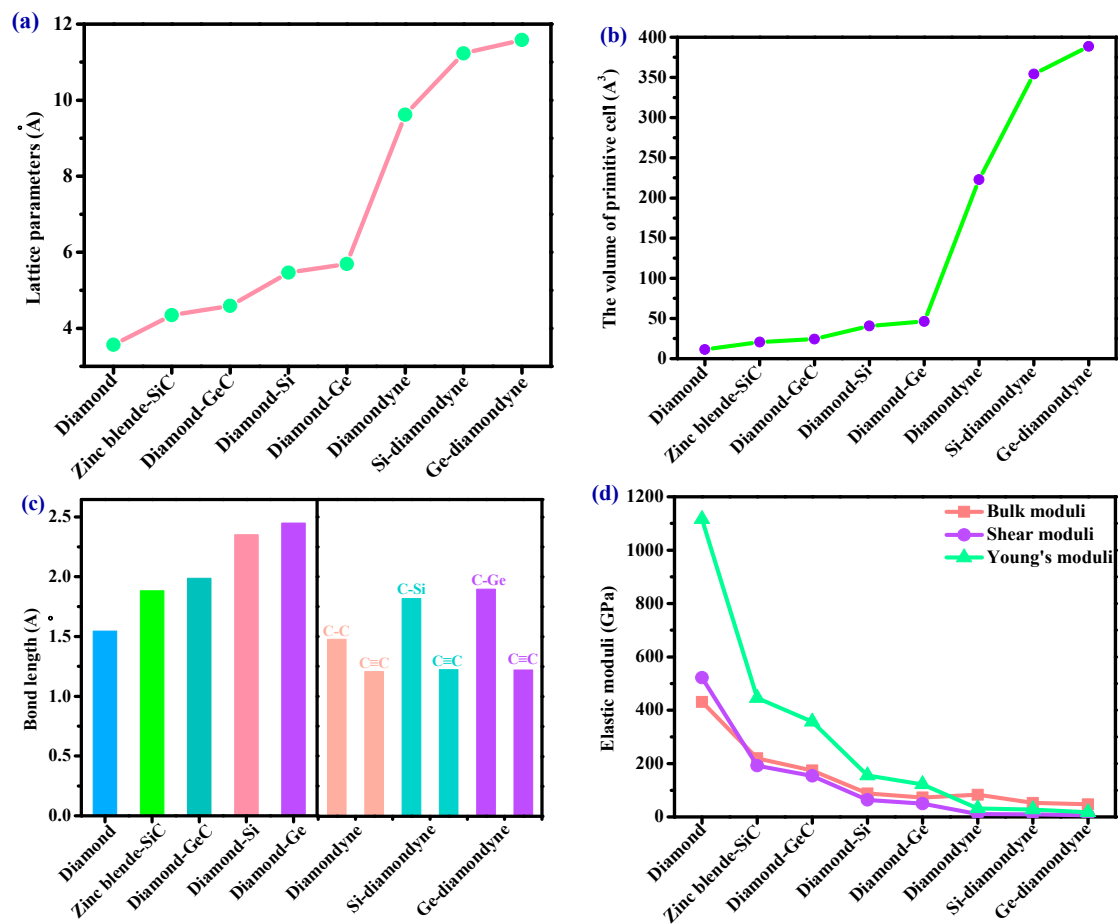 (a)
Lattice parameters (Å)
12
10
8
6
4
Diamond
Zinc blende-SiC
Diamond-GeC
Diamond-Si
Diamond-Ge
Diamondyne
Si-diamondyne
Ge-diamondyne
(b)
The volume of primitive cell (A³)
400
350
300
250
200
150
100
50
0
Diamond
Zinc blende-SiC
Diamond-GeC
Diamond-Si
Diamond-Ge
Diamondyne
Si-diamondyne
Ge-diamondyne
(c)
Bond length (Å)
2.5
2.0
1.5
1.0
0.5
0.0
C-C
C≡C
C-Si
C≡C
C-Ge
C≡C
Diamond
Zinc blende-SiC
Diamond-GeC
Diamond-Si
Diamond-Ge
Diamondyne
Si-diamondyne
Ge-diamondyne
(d)
Elastic moduli (GPa)
1200
1000
800
600
400
200
0
Bulk moduli
Shear moduli
Young's moduli
Diamond
Zinc blende-SiC
Diamond-GeC
Diamond-Si
Diamond-Ge
Diamondyne
Si-diamondyne
Ge-diamondyne